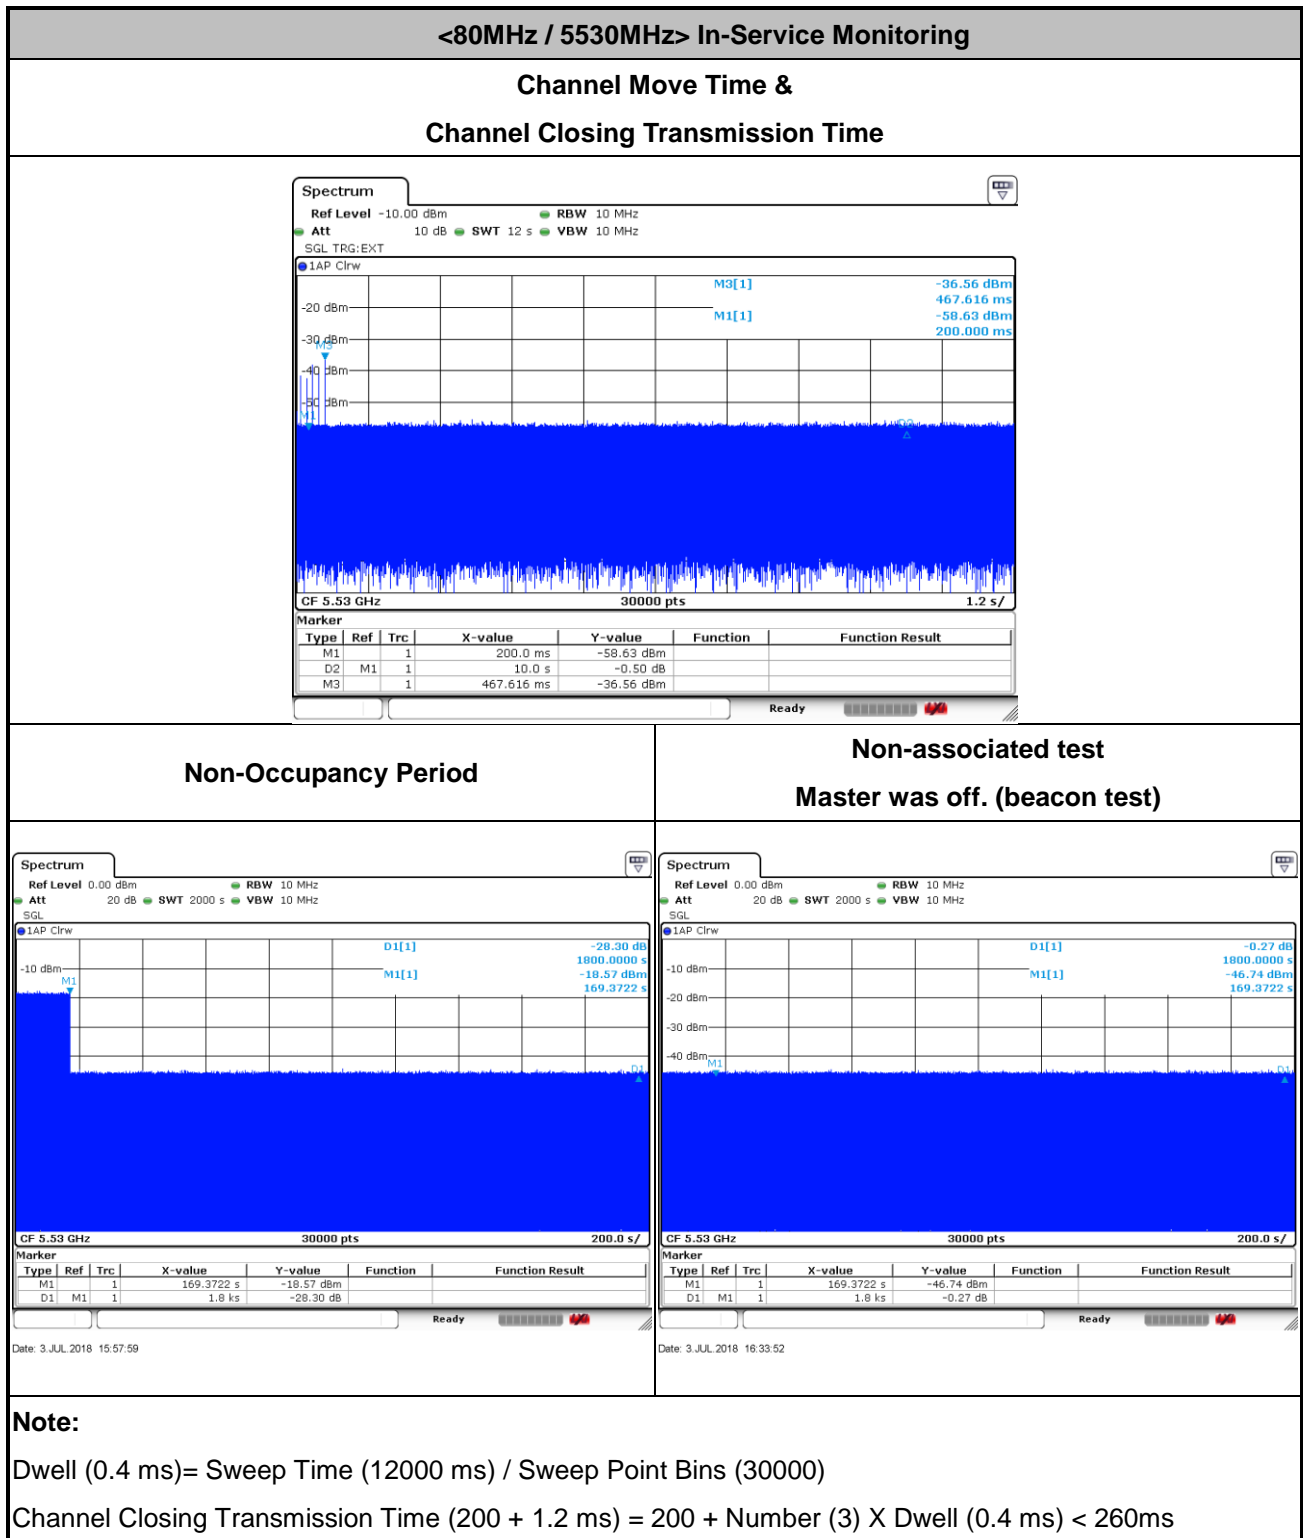 <80MHz / 5530MHz> In-Service Monitoring
Channel Move Time &
Channel Closing Transmission Time
Spectrum
Ref Level -10.00 dBm RBW 10 MHz
Att 10 dB SWT 12 s VBW 10 MHz
SGL TRG:EXT
1AP Clrw
M3[1] -36.56 dBm
467.616 ms
-20 dBm
M1[1] -58.63 dBm
200.000 ms
-30 dBm
M3
-40 dBm
-50 dBm
M1
D2
CF 5.53 GHz 30000 pts 1.2 s/
Marker
Type Ref Trc X-value Y-value Function Function Result
M1 1 200.0 ms -58.63 dBm
D2 M1 1 10.0 s -0.50 dB
M3 1 467.616 ms -36.56 dBm
Ready
Non-Occupancy Period
Non-associated test
Master was off. (beacon test)
Spectrum
Ref Level 0.00 dBm RBW 10 MHz
Att 20 dB SWT 2000 s VBW 10 MHz
SGL
1AP Clrw
D1[1] -28.30 dB
1800.0000 s
-10 dBm
M1[1] -18.57 dBm
169.3722 s
M1
D1
CF 5.53 GHz 30000 pts 200.0 s/
Marker
Type Ref Trc X-value Y-value Function Function Result
M1 1 169.3722 s -18.57 dBm
D1 M1 1 1.8 ks -28.30 dB
Ready
Date: 3.JUL.2018 15:57:59
Spectrum
Ref Level 0.00 dBm RBW 10 MHz
Att 20 dB SWT 2000 s VBW 10 MHz
SGL
1AP Clrw
D1[1] -0.27 dB
1800.0000 s
-10 dBm
M1[1] -46.74 dBm
169.3722 s
-20 dBm
-30 dBm
-40 dBm
M1
D1
CF 5.53 GHz 30000 pts 200.0 s/
Marker
Type Ref Trc X-value Y-value Function Function Result
M1 1 169.3722 s -46.74 dBm
D1 M1 1 1.8 ks -0.27 dB
Ready
Date: 3.JUL.2018 16:33:52
Note:
Dwell (0.4 ms)= Sweep Time (12000 ms) / Sweep Point Bins (30000)
Channel Closing Transmission Time (200 + 1.2 ms) = 200 + Number (3) X Dwell (0.4 ms) < 260ms